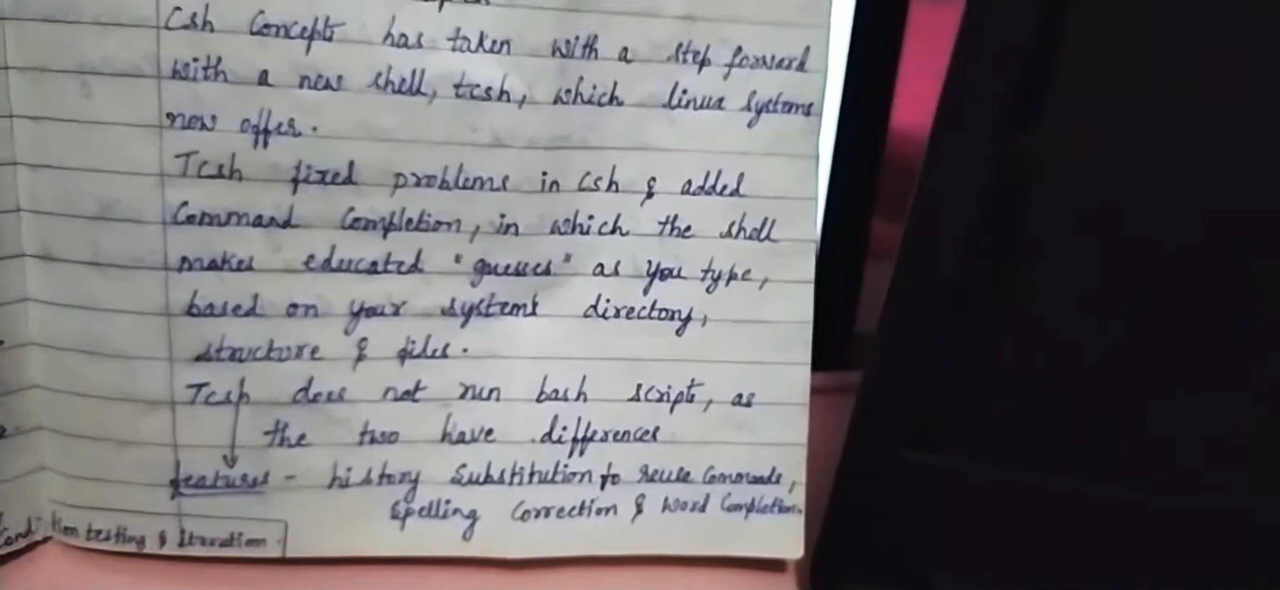 Csh Concepts has taken with a step forward
with a new shell, tcsh, which linux systems
now offer.
Tcsh fixed problems in Csh & added
Command Completion, in which the shell
makes educated "guesses" as you type,
based on your systems directory,
structure & files.
Tcsh does not run bash scripts, as
the two have differences
features - history Substitution to reuse Commands,
Spelling Correction & Word Completion.
Condition testing & Iteration.